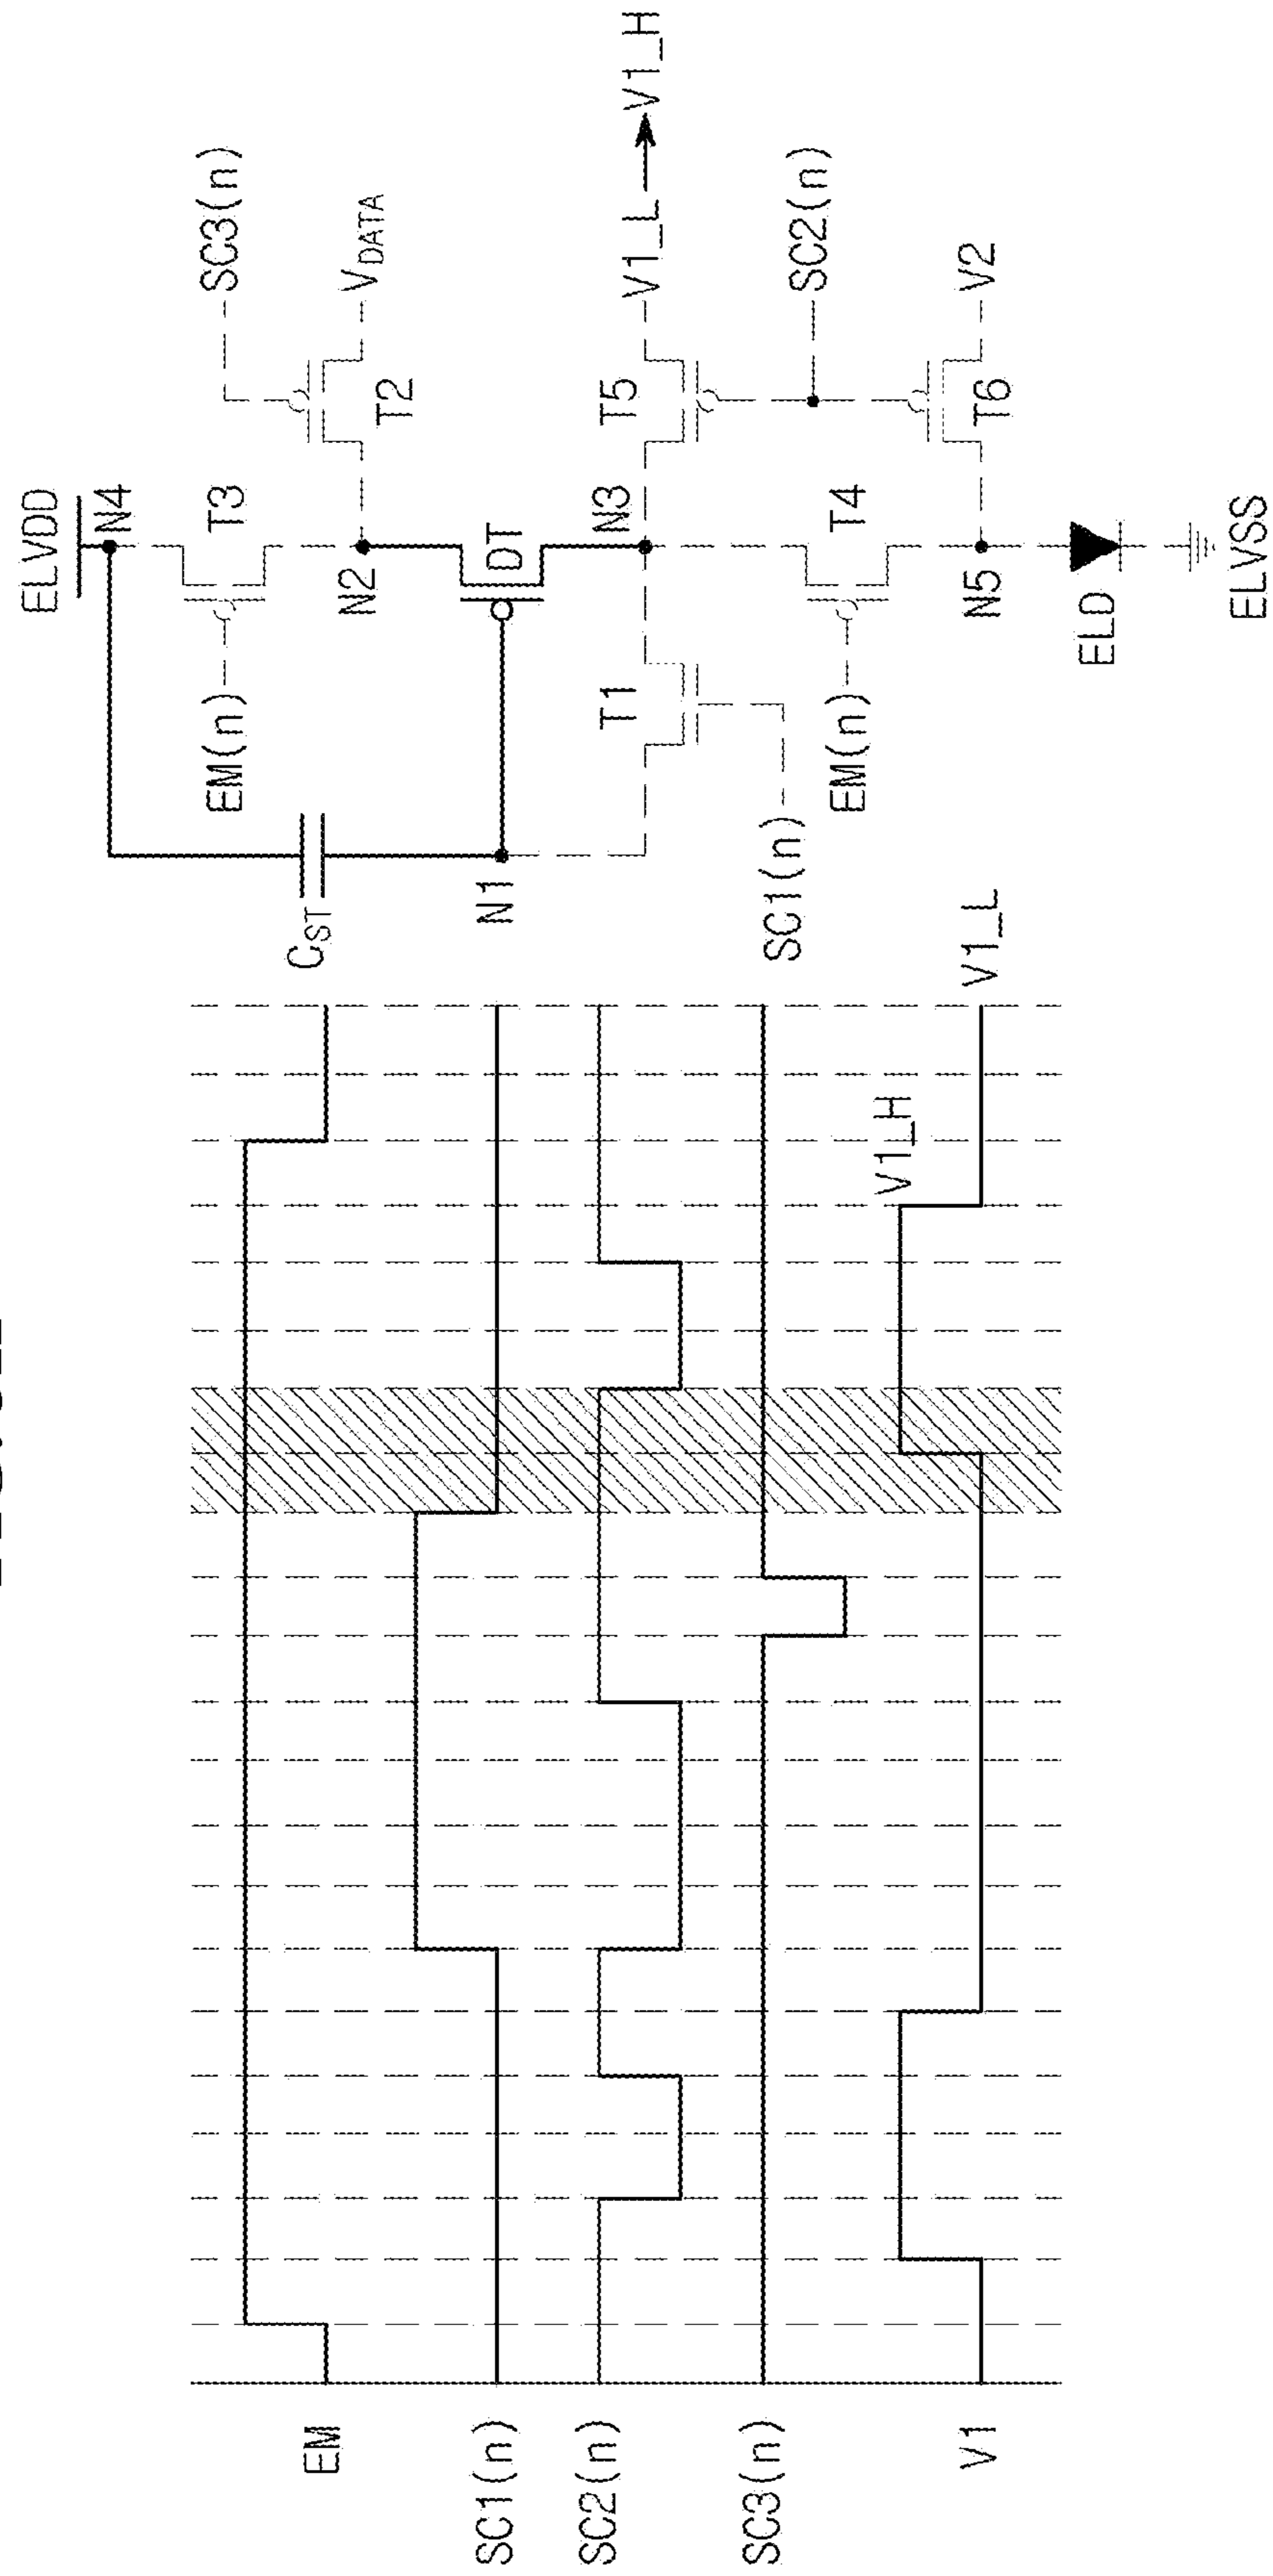 EM
SC1(n)
SC2(n)
SC3(n)
V1
V1_H
V1_L
ELVDD
N4
CST
EM(n)
T3
SC3(n)
N2
T2
VDATA
N1
DT
T1
N3
T5
V1_L
V1_H
SC1(n)
EM(n)
T4
SC2(n)
N5
T6
V2
ELD
ELVSS